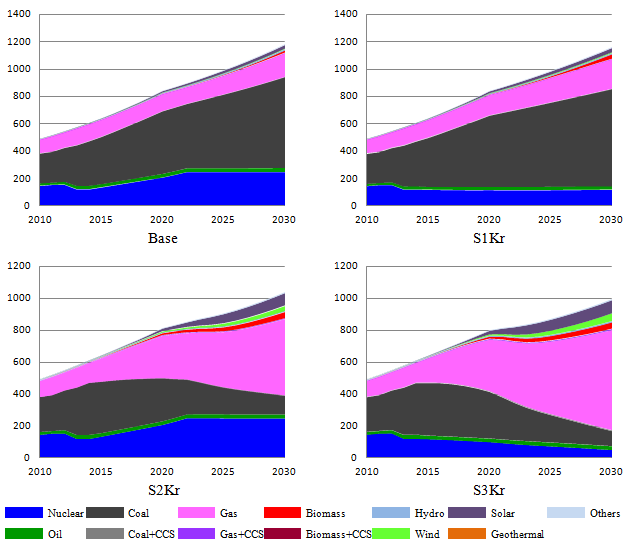 1400 1400
1200 1200
1000 1000
800 800
600 600
400 400
200 200
0 0
2010 2015 2020 2025 2030 2010 2015 2020 2025 2030
Base S1Kr
1200 1200
1000 1000
800 800
600 600
400 400
200 200
0 0
2010 2015 2020 2025 2030 2010 2015 2020 2025 2030
S2Kr S3Kr
Nuclear Coal Gas Biomass Hydro Solar Others
Oil Coal+CCS Gas+CCS Biomass+CCS Wind Geothermal